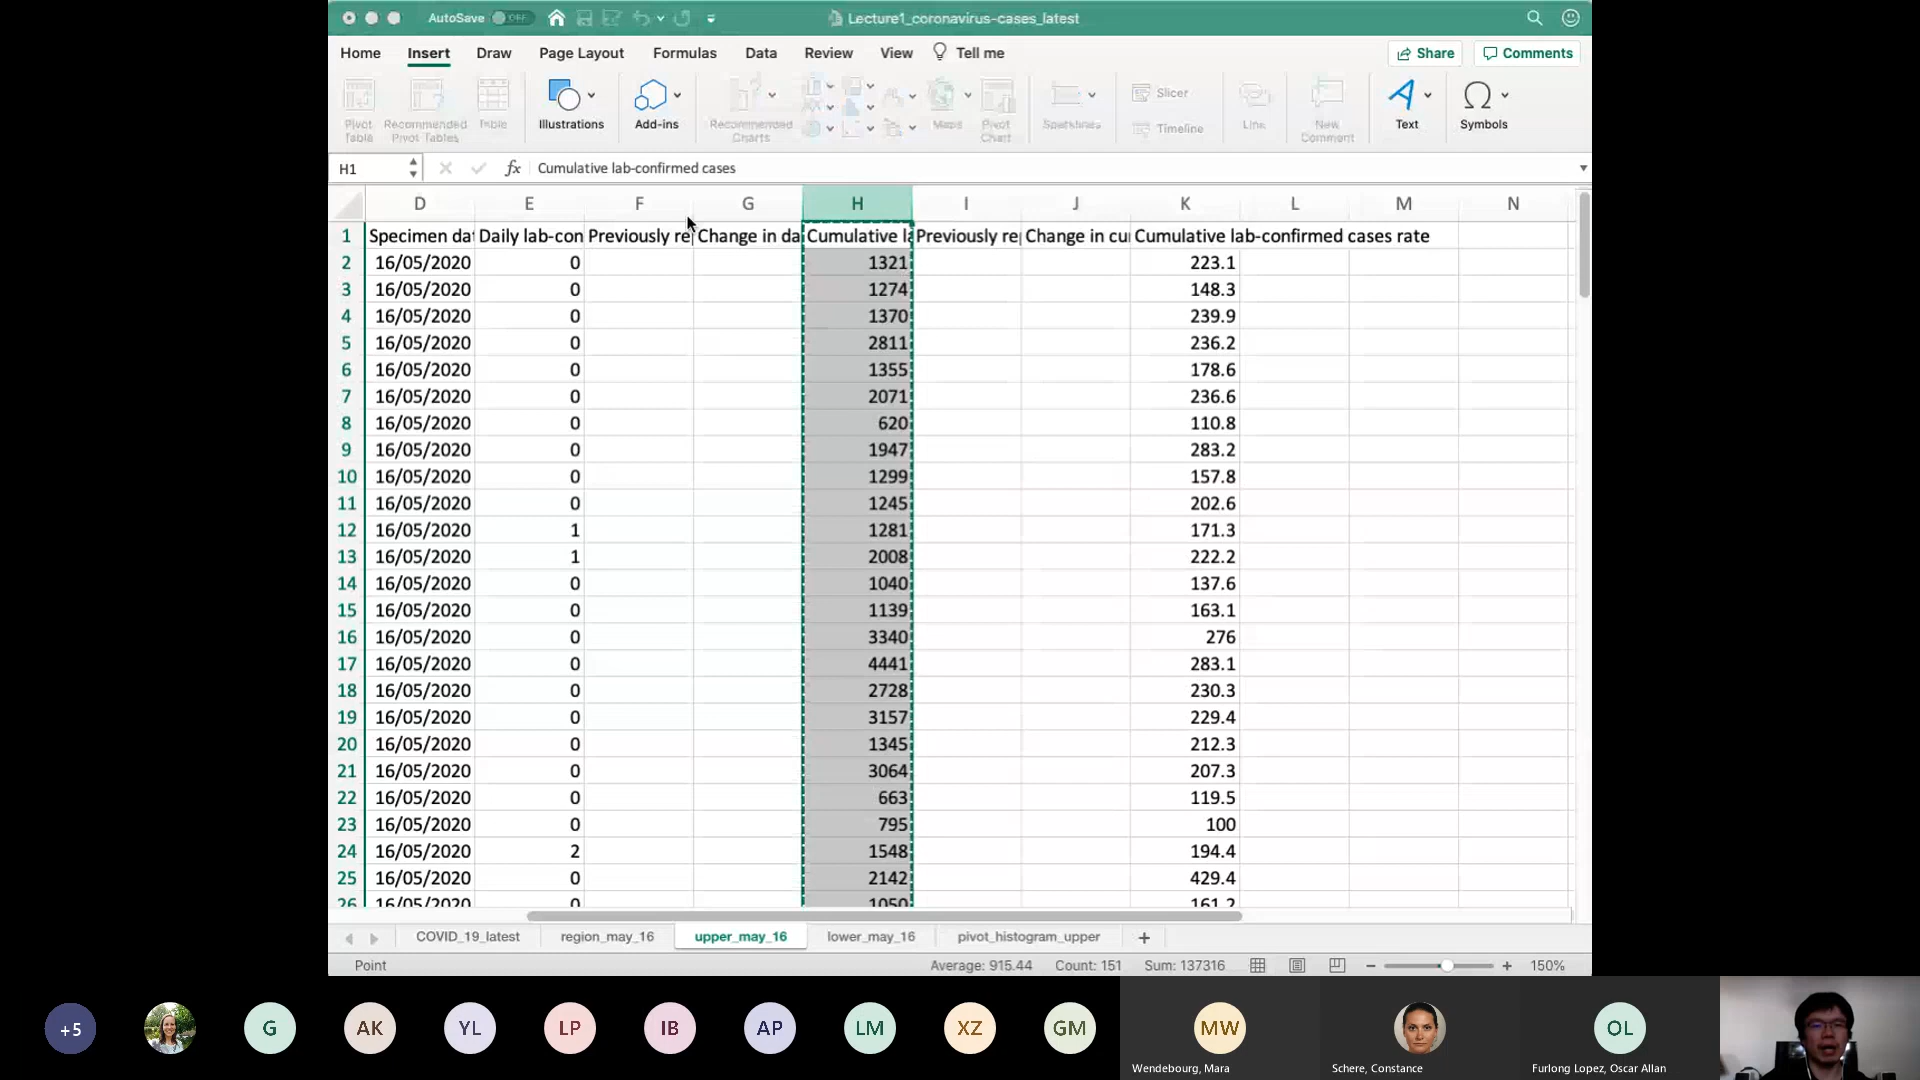 AutoSave OFF Lecture1_coronavirus-cases_latest
Home Insert Draw Page Layout Formulas Data Review View Tell me Share Comments
Pivot Table
Recommended Pivot Tables
Table
Illustrations
Add-ins
Recommended Charts
Maps
Pivot Chart
Sparklines
Slicer
Timeline
Link
New Comment
Text
Symbols
H1 fx Cumulative lab-confirmed cases
D E F G H I J K L M N
1 Specimen dat Daily lab-con Previously re Change in da Cumulative la Previously rep Change in cu Cumulative lab-confirmed cases rate
2 16/05/2020 0 1321 223.1
3 16/05/2020 0 1274 148.3
4 16/05/2020 0 1370 239.9
5 16/05/2020 0 2811 236.2
6 16/05/2020 0 1355 178.6
7 16/05/2020 0 2071 236.6
8 16/05/2020 0 620 110.8
9 16/05/2020 0 1947 283.2
10 16/05/2020 0 1299 157.8
11 16/05/2020 0 1245 202.6
12 16/05/2020 1 1281 171.3
13 16/05/2020 1 2008 222.2
14 16/05/2020 0 1040 137.6
15 16/05/2020 0 1139 163.1
16 16/05/2020 0 3340 276
17 16/05/2020 0 4441 283.1
18 16/05/2020 0 2728 230.3
19 16/05/2020 0 3157 229.4
20 16/05/2020 0 1345 212.3
21 16/05/2020 0 3064 207.3
22 16/05/2020 0 663 119.5
23 16/05/2020 0 795 100
24 16/05/2020 2 1548 194.4
25 16/05/2020 0 2142 429.4
26 16/05/2020 0 1050 161.2
COVID_19_latest region_may_16 upper_may_16 lower_may_16 pivot_histogram_upper +
Point Average: 915.44 Count: 151 Sum: 137316 150%
+5 G AK YL LP IB AP LM XZ GM MW OL
Wendebourg, Mara Schere, Constance Furlong Lopez, Oscar Allan